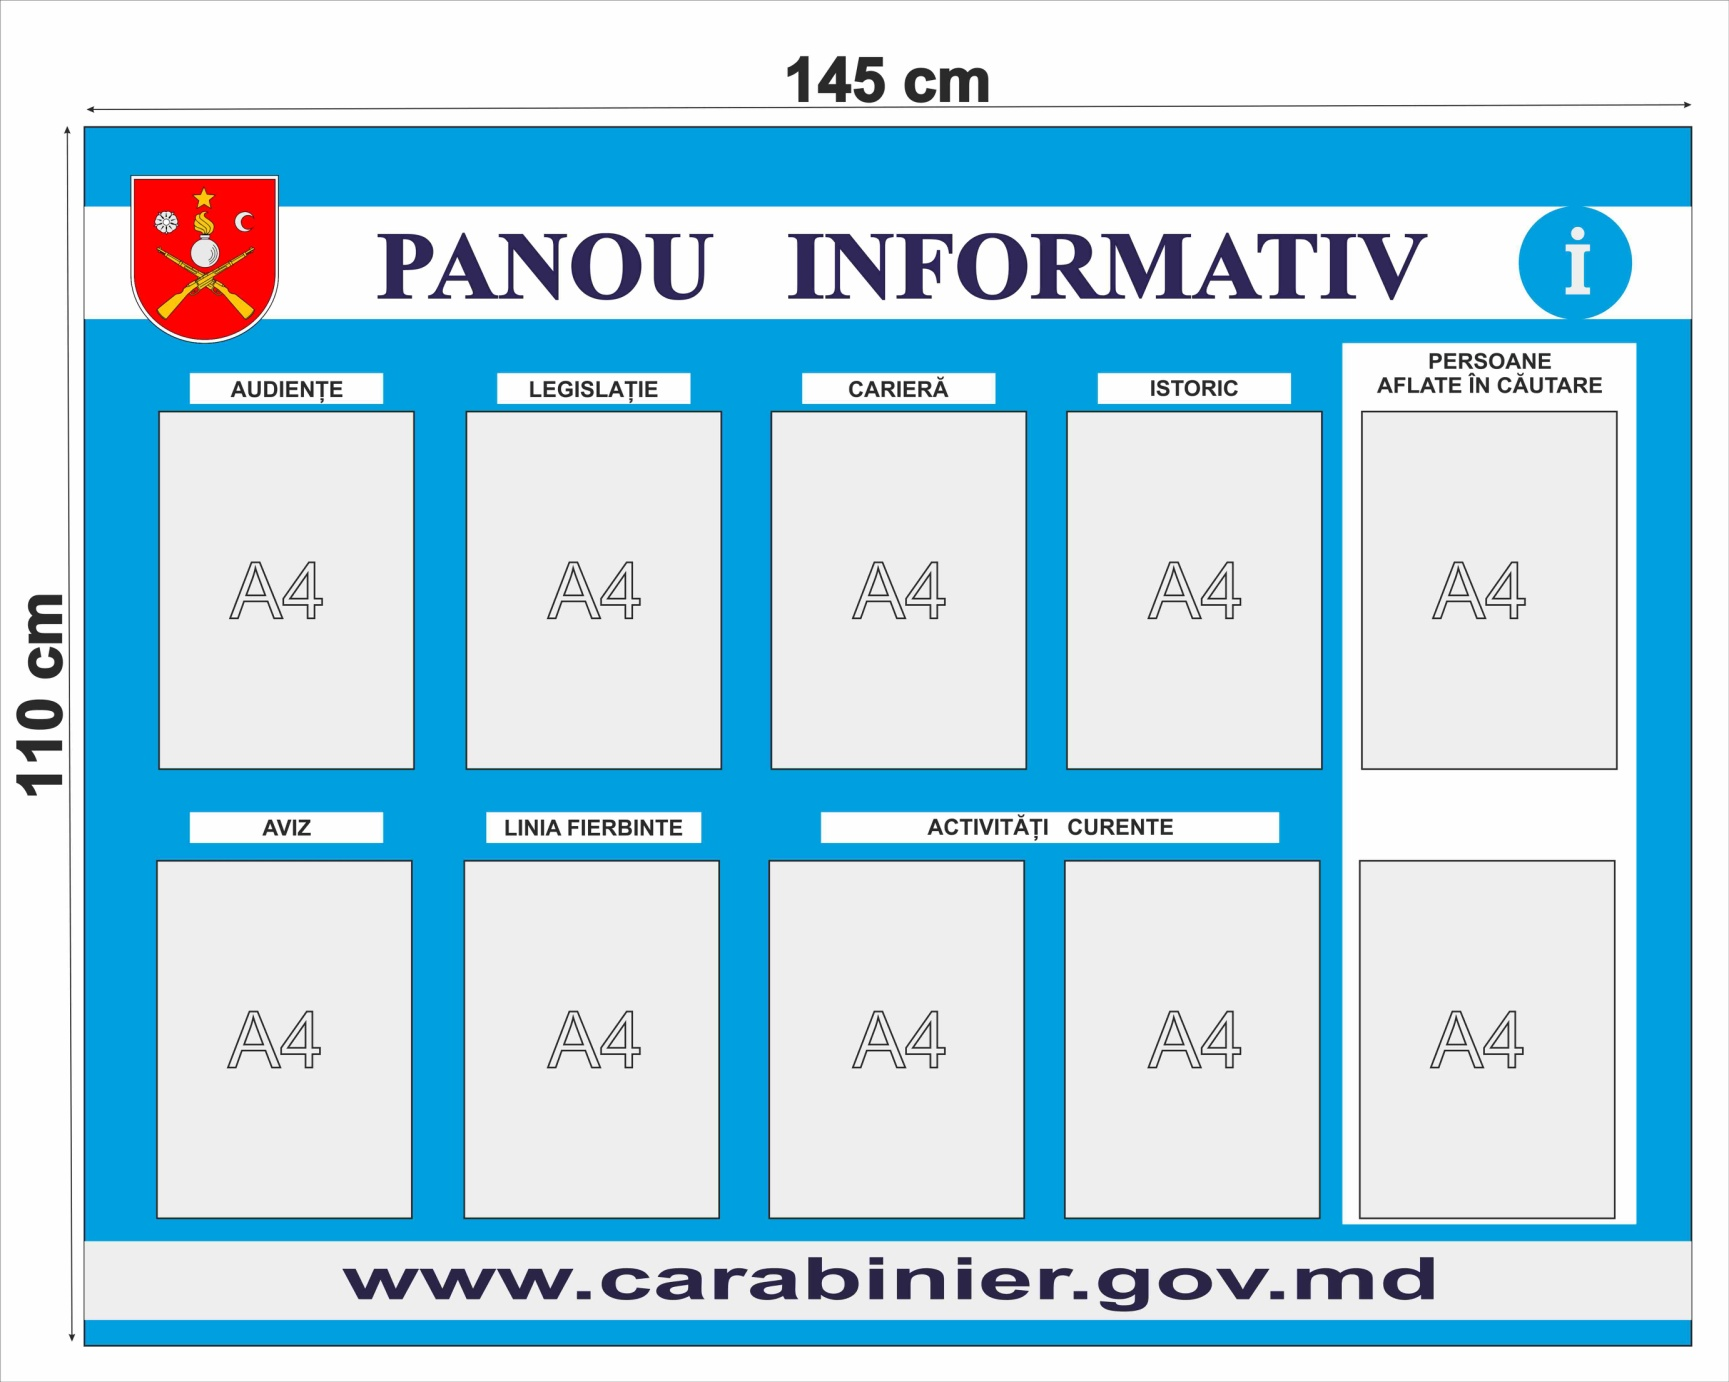 145 cm
110 cm
PANOU INFORMATIV
i
AUDIENȚE
LEGISLAȚIE
CARIERĂ
ISTORIC
PERSOANE
AFLATE ÎN CĂUTARE
A4
A4
A4
A4
A4
AVIZ
LINIA FIERBINTE
ACTIVITĂȚI CURENTE
A4
A4
A4
A4
A4
www.carabinier.gov.md